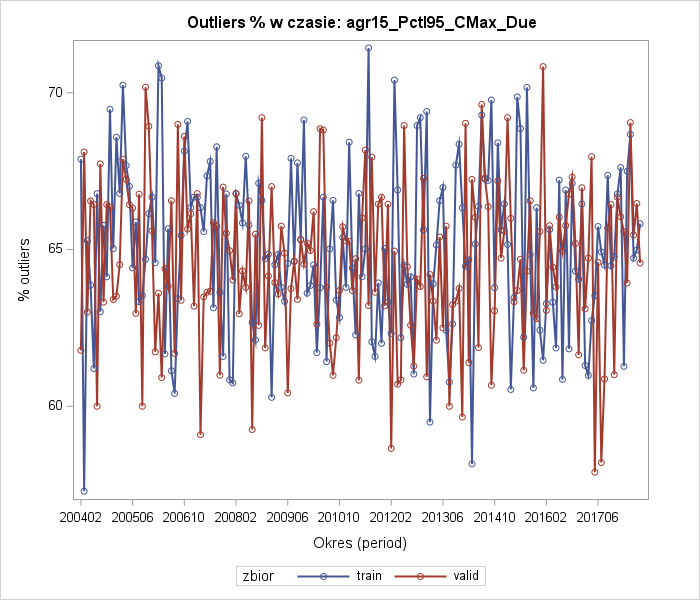 Outliers % w czasie: agr15_Pctl95_CMax_Due
% outliers
70
65
60
200402 200506 200610 200802 200906 201010 201202 201306 201410 201602 201706
Okres (period)
zbior train valid